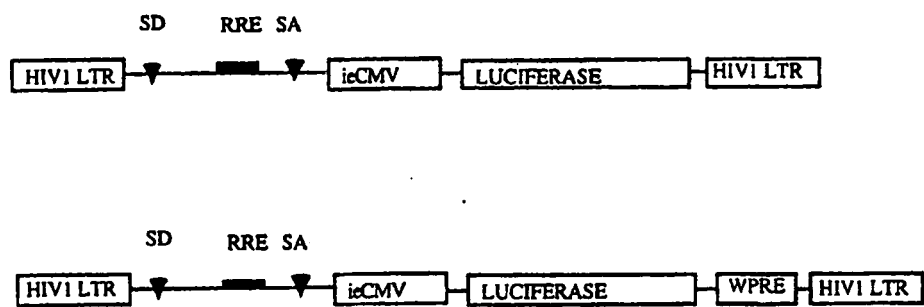 SD RRE SA
HIV1 LTR ieCMV LUCIFERASE HIV1 LTR
SD RRE SA
HIV1 LTR ieCMV LUCIFERASE WPRE HIV1 LTR